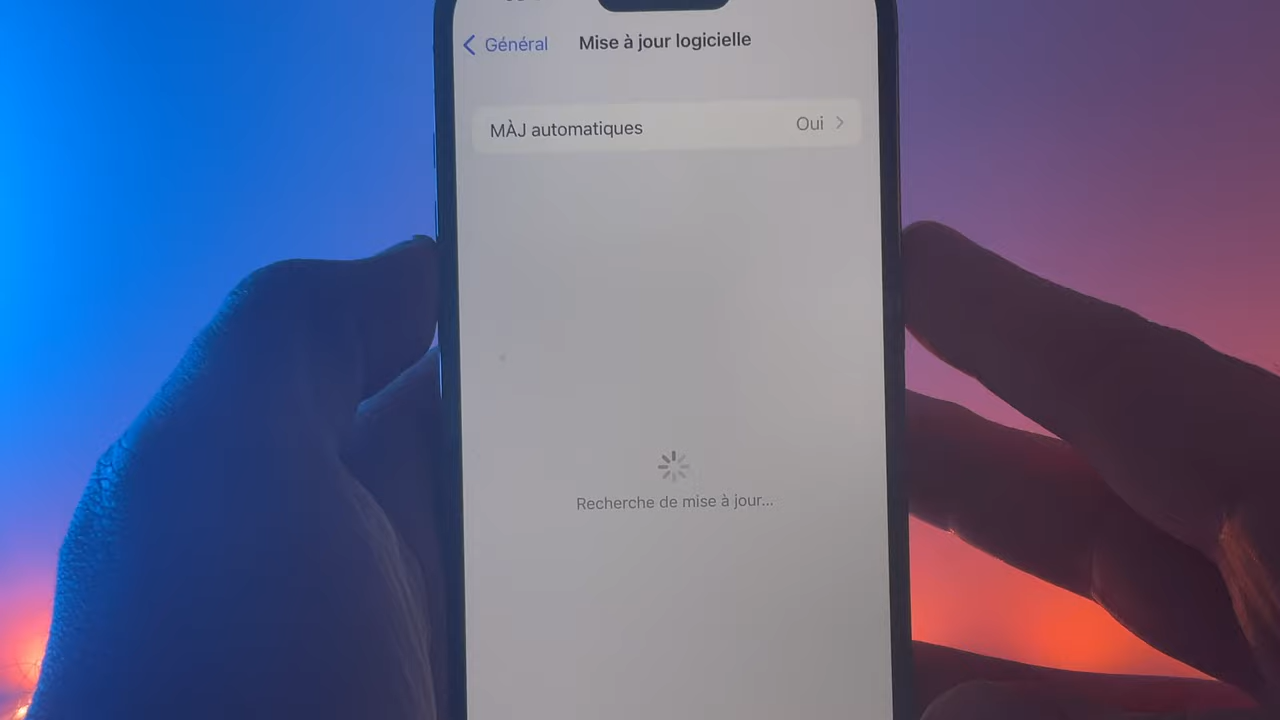 Général
Mise à jour logicielle
MÀJ automatiques
Oui
Recherche de mise à jour...